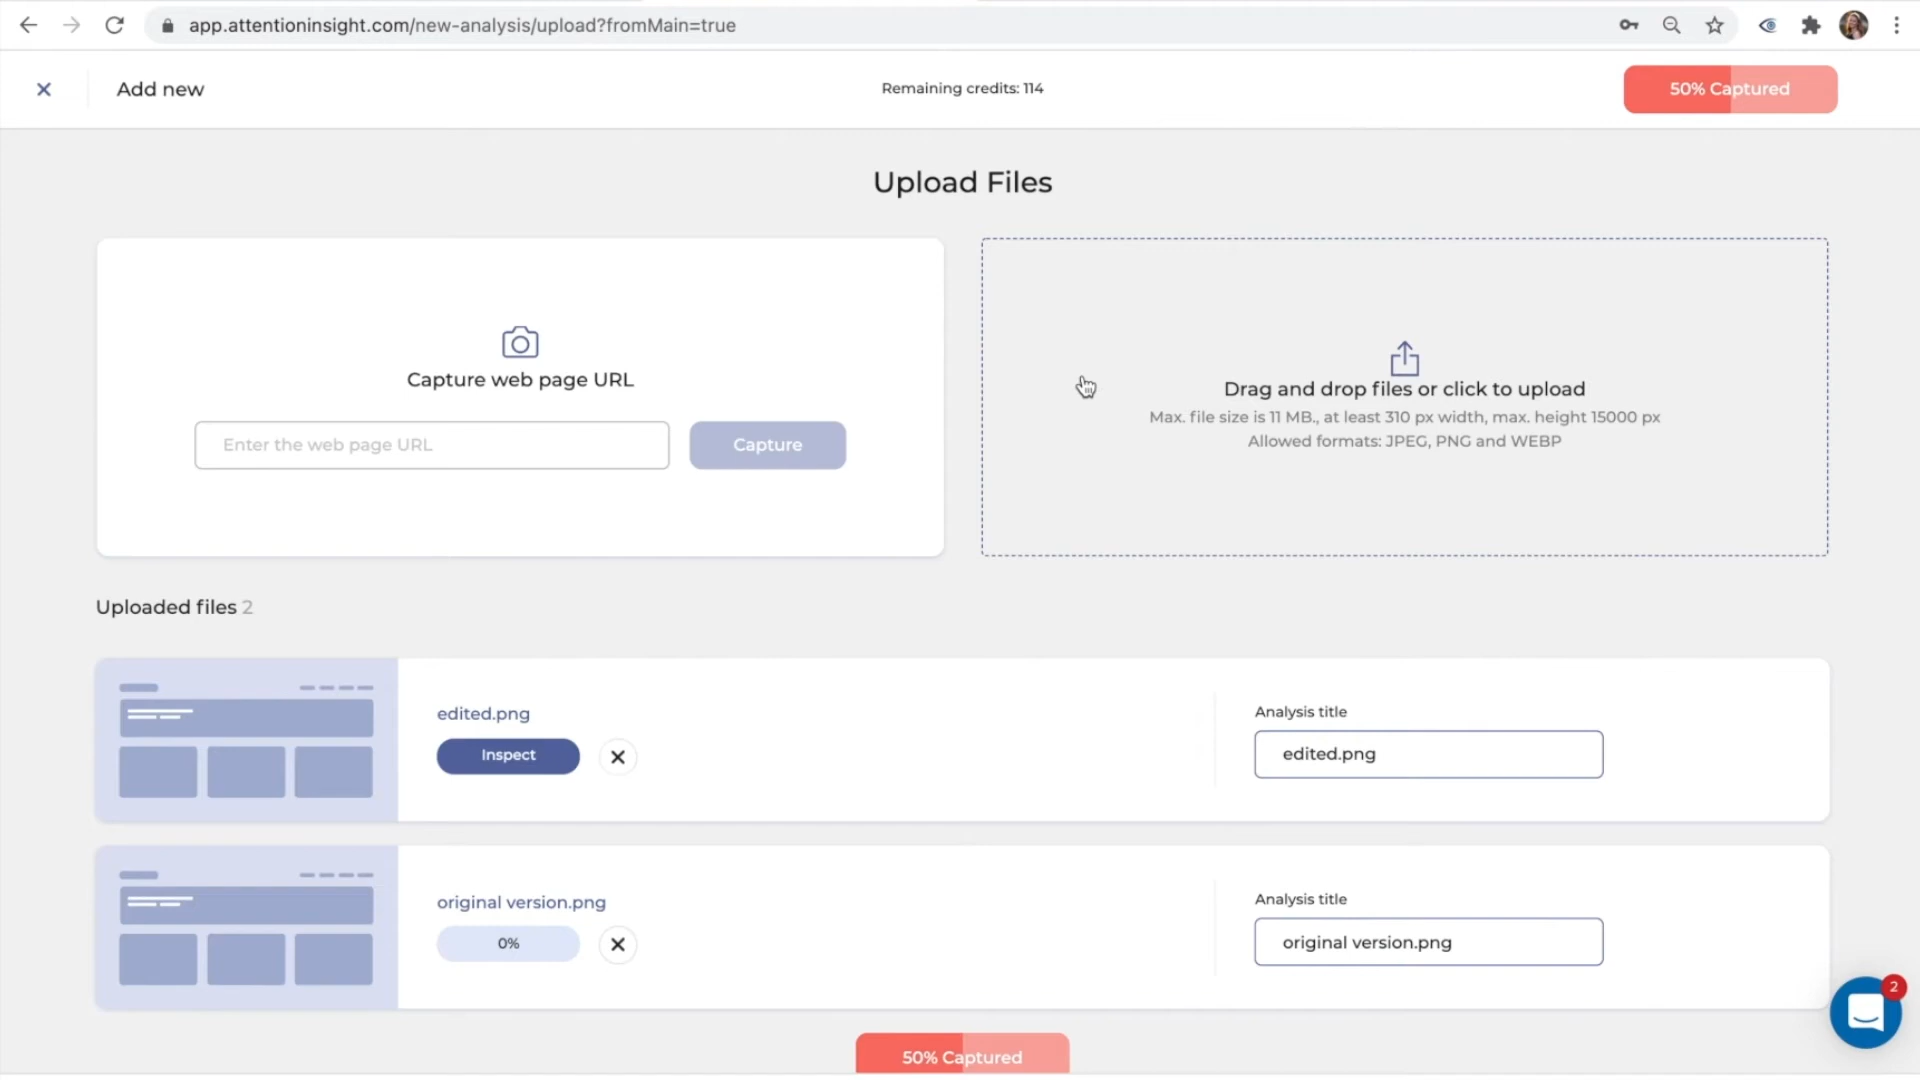 app.attentioninsight.com/new-analysis/upload?fromMain=true
Add new
Remaining credits: 114
50% Captured
Upload Files
Capture web page URL
Enter the web page URL
Capture
Drag and drop files or click to upload
Max. file size is 11 MB., at least 310 px width, max. height 15000 px
Allowed formats: JPEG, PNG and WEBP
Uploaded files 2
edited.png
Inspect
Analysis title
edited.png
original version.png
0%
Analysis title
original version.png
2
50% Captured